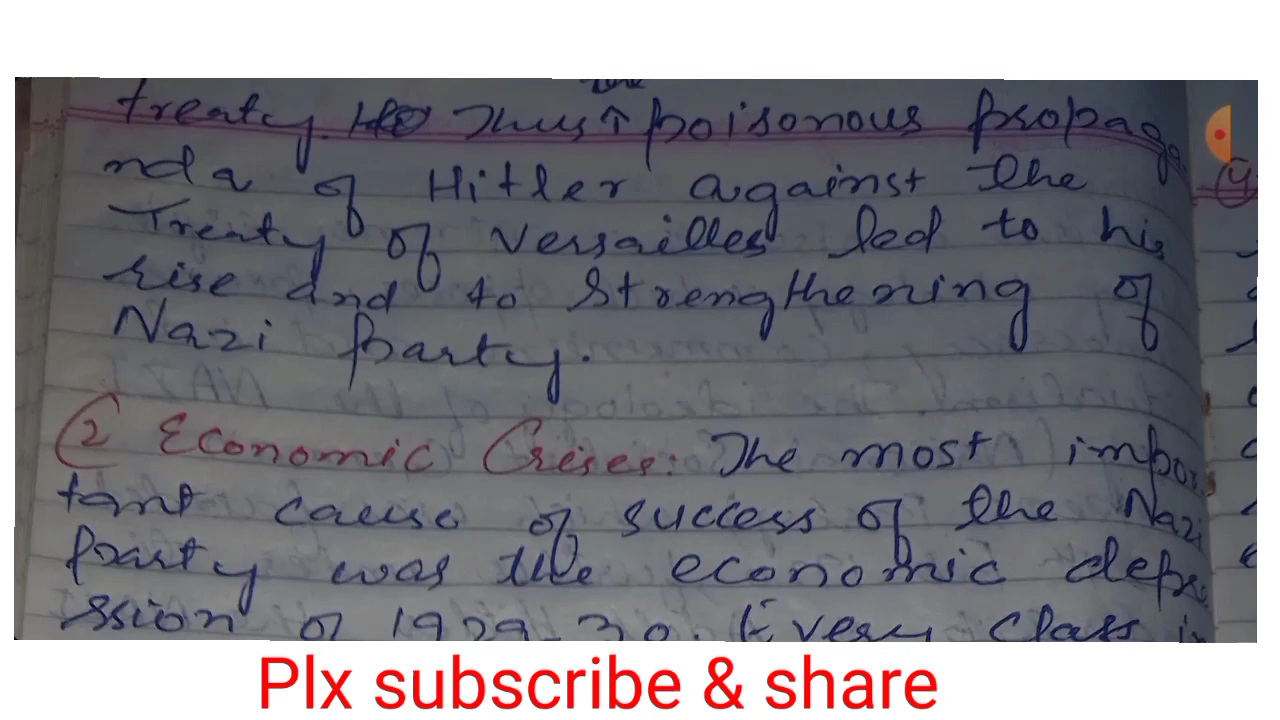 the
treaty. Thus ↑ poisonous propaga
nda of Hitler against the
Treaty of Versailles led to his
rise and to strengthening of
Nazi party.
(2 Economic Crises: The most impor
tant cause of success of the Nazi
party was the economic depre
ssion of 1929-30. Every class in
(4)
Plx subscribe & share